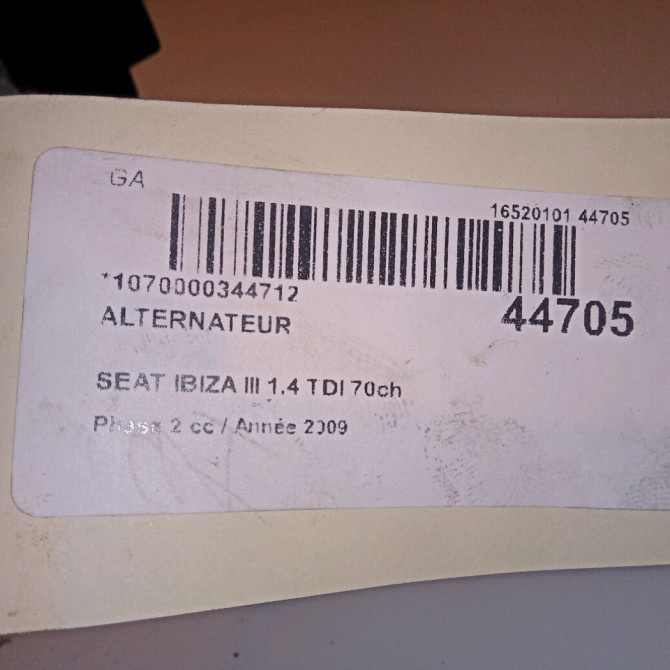 GA
16520101 44705
*1070000344712
44705
ALTERNATEUR
SEAT IBIZA III 1.4 TDI 70ch
Phase 2 cc / Année 2009